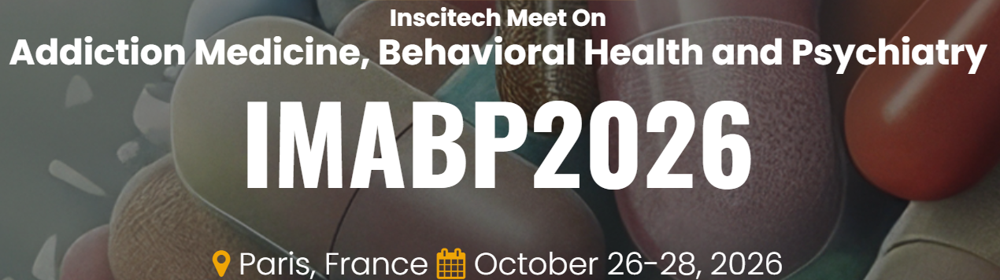 Inscitech Meet On
Addiction Medicine, Behavioral Health and Psychiatry
IMABP2026
Paris, France October 26-28, 2026